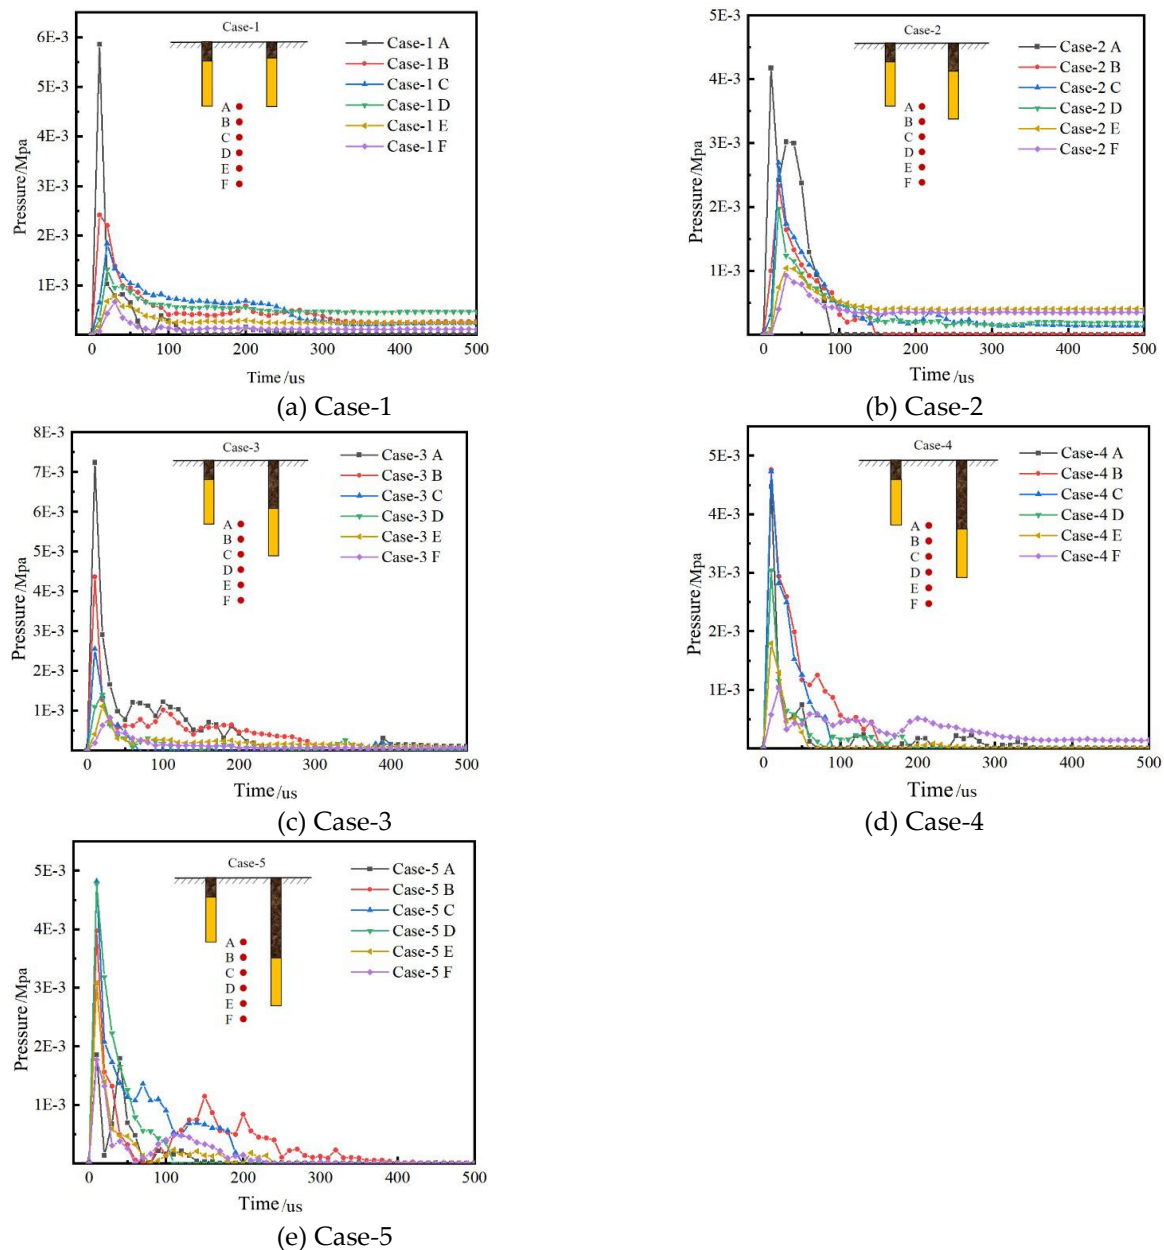 Case-1
Case-1 A
Case-1 B
Case-1 C
Case-1 D
Case-1 E
Case-1 F
A
B
C
D
E
F
6E-3
5E-3
4E-3
3E-3
2E-3
1E-3
Pressure/Mpa
0 100 200 300 400 500
Time /us
(a) Case-1
Case-2
Case-2 A
Case-2 B
Case-2 C
Case-2 D
Case-2 E
Case-2 F
A
B
C
D
E
F
5E-3
4E-3
3E-3
2E-3
1E-3
Pressure/Mpa
0 100 200 300 400 500
Time /us
(b) Case-2
Case-3
Case-3 A
Case-3 B
Case-3 C
Case-3 D
Case-3 E
Case-3 F
A
B
C
D
E
F
8E-3
7E-3
6E-3
5E-3
4E-3
3E-3
2E-3
1E-3
Pressure/Mpa
0 100 200 300 400 500
Time/us
(c) Case-3
Case-4
Case-4 A
Case-4 B
Case-4 C
Case-4 D
Case-4 E
Case-4 F
A
B
C
D
E
F
5E-3
4E-3
3E-3
2E-3
1E-3
Pressure/Mpa
0 100 200 300 400 500
Time /us
(d) Case-4
Case-5
Case-5 A
Case-5 B
Case-5 C
Case-5 D
Case-5 E
Case-5 F
A
B
C
D
E
F
5E-3
4E-3
3E-3
2E-3
1E-3
Pressure/Mpa
0 100 200 300 400 500
Time /us
(e) Case-5